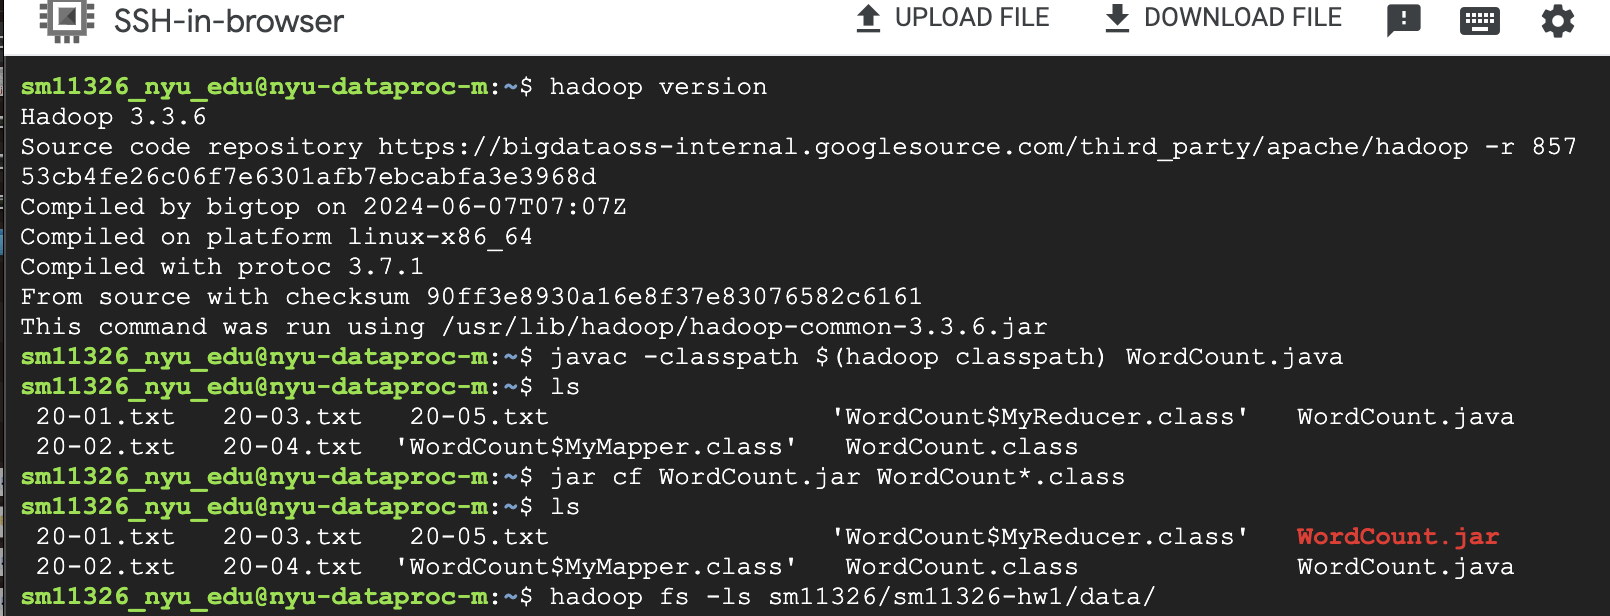 SSH-in-browser UPLOAD FILE DOWNLOAD FILE
sm11326_nyu_edu@nyu-dataproc-m:~$ hadoop version
Hadoop 3.3.6
Source code repository https://bigdataoss-internal.googlesource.com/third_party/apache/hadoop -r 857
53cb4fe26c06f7e6301afb7ebcabfa3e3968d
Compiled by bigtop on 2024-06-07T07:07Z
Compiled on platform linux-x86_64
Compiled with protoc 3.7.1
From source with checksum 90ff3e8930a16e8f37e83076582c6161
This command was run using /usr/lib/hadoop/hadoop-common-3.3.6.jar
sm11326_nyu_edu@nyu-dataproc-m:~$ javac -classpath $(hadoop classpath) WordCount.java
sm11326_nyu_edu@nyu-dataproc-m:~$ ls
20-01.txt 20-03.txt 20-05.txt 'WordCount$MyReducer.class' WordCount.java
20-02.txt 20-04.txt 'WordCount$MyMapper.class' WordCount.class
sm11326_nyu_edu@nyu-dataproc-m:~$ jar cf WordCount.jar WordCount*.class
sm11326_nyu_edu@nyu-dataproc-m:~$ ls
20-01.txt 20-03.txt 20-05.txt 'WordCount$MyReducer.class' WordCount.jar
20-02.txt 20-04.txt 'WordCount$MyMapper.class' WordCount.class WordCount.java
sm11326_nyu_edu@nyu-dataproc-m:~$ hadoop fs -ls sm11326/sm11326-hw1/data/